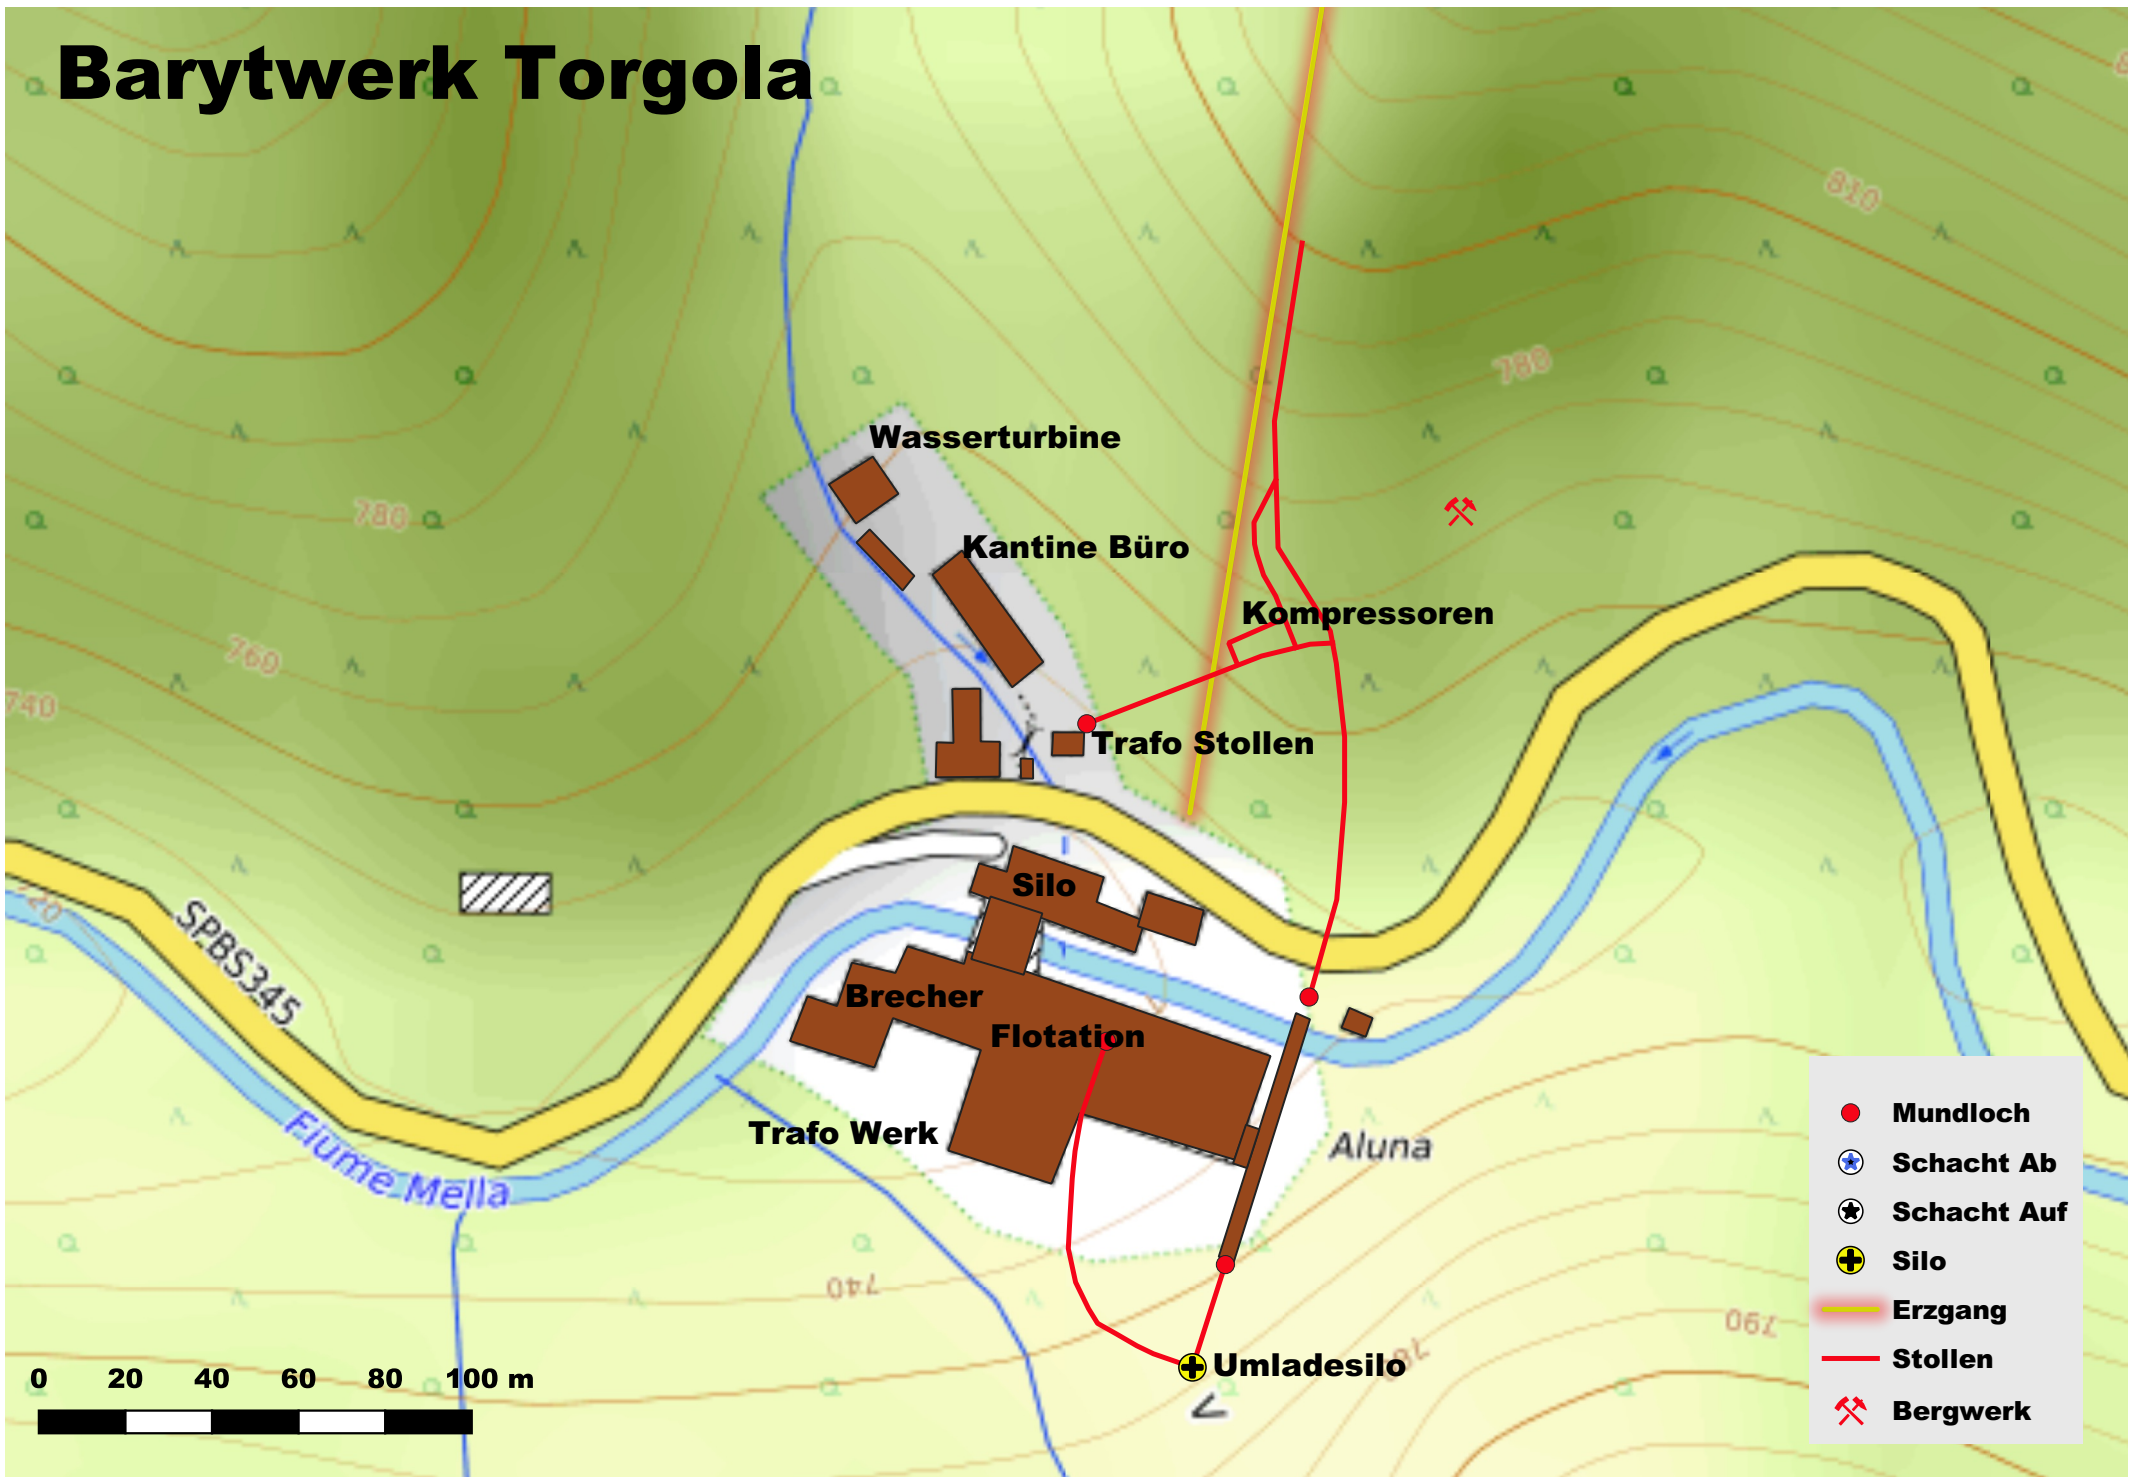 Barytwerk Torgola
810
780
Wasserturbine
780
Kantine Büro
Kompressoren
760
740
Trafo Stollen
Silo
20
SPBS345
Brecher
Flotation
Fiume Mella
Trafo Werk
Aluna
740
790
Umladesilo
0 20 40 60 80 100 m
Mundloch
Schacht Ab
Schacht Auf
Silo
Erzgang
Stollen
Bergwerk